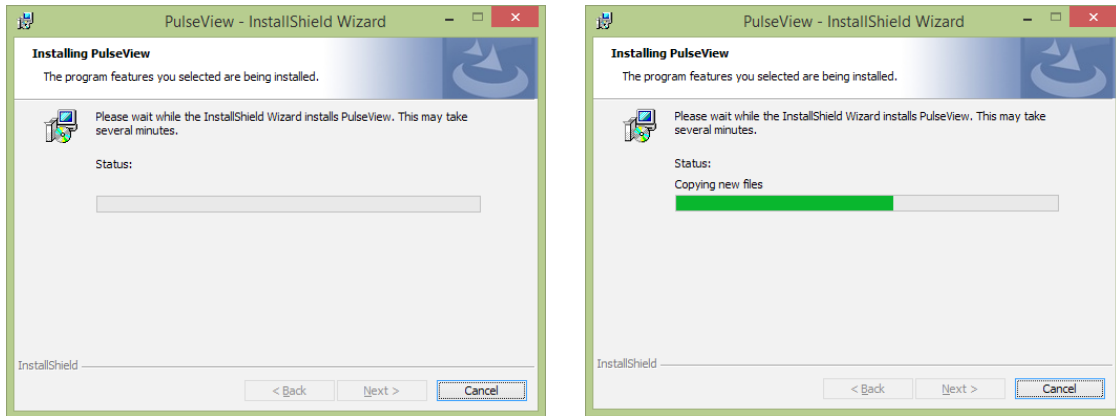 PulseView - InstallShield Wizard
Installing PulseView
The program features you selected are being installed.
Please wait while the InstallShield Wizard installs PulseView. This may take
several minutes.
Status:
InstallShield
< Back
Next >
Cancel
PulseView - InstallShield Wizard
Installing PulseView
The program features you selected are being installed.
Please wait while the InstallShield Wizard installs PulseView. This may take
several minutes.
Status:
Copying new files
InstallShield
< Back
Next >
Cancel